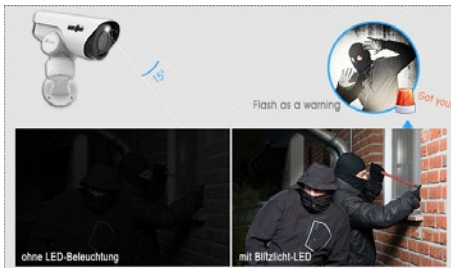 15°
Flash as a warning
Got you
ohne LED-Beleuchtung
mit Blitzlicht-LED